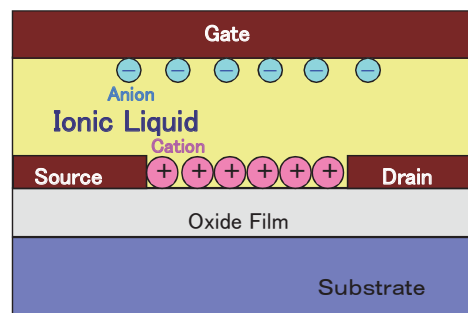 Gate
− − − − − −
Anion
Ionic Liquid
Cation
+ + + + + +
Source
Drain
Oxide Film
Substrate